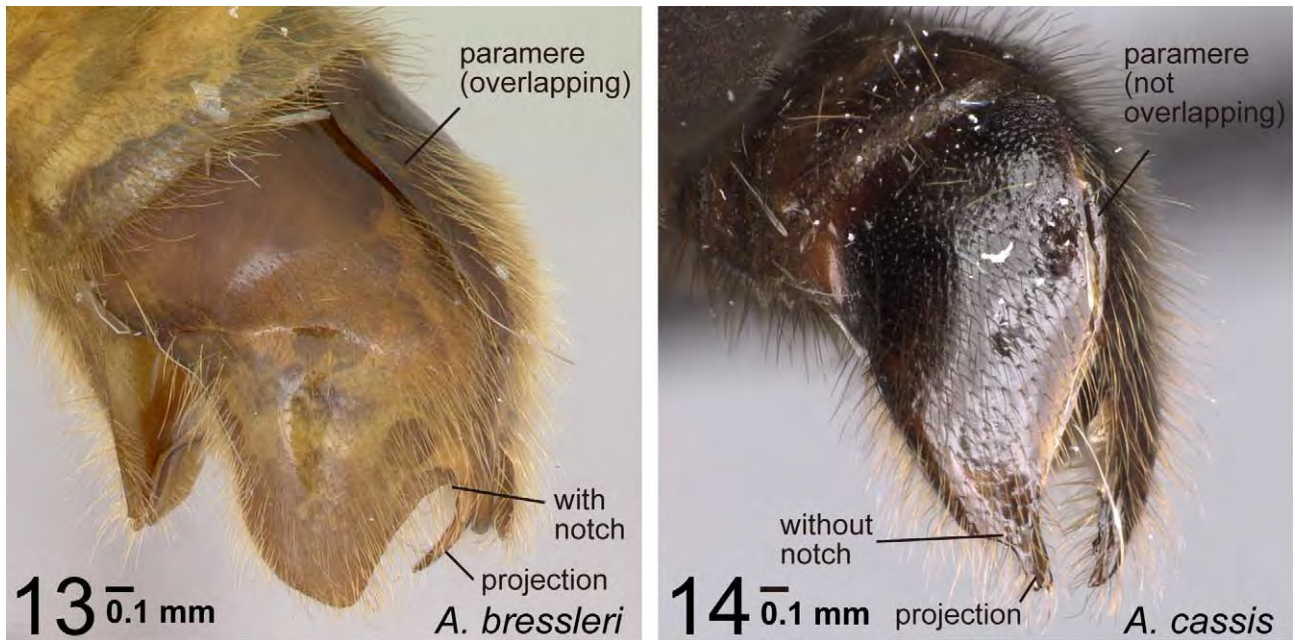 paramere
(overlapping)
with
notch
projection
13 0.1 mm A. bressleri
paramere
(not
overlapping)
without
notch
projection
14 0.1 mm A. cassis